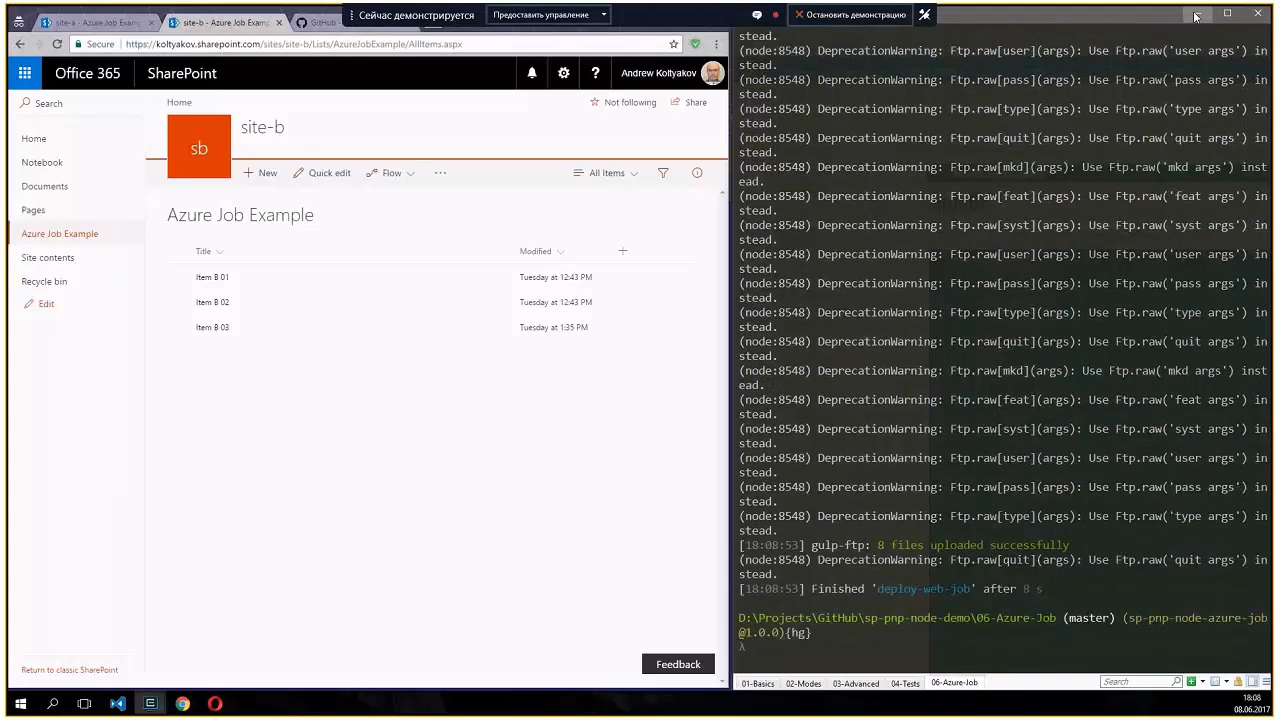 site-a - Azure Job Examp
site-b - Azure Job Examp
GitHub -
Сейчас демонстрируется
Предоставить управление
Остановить демонстрацию
Secure
https://koltyakov.sharepoint.com/sites/site-b/Lists/AzureJobExample/AllItems.aspx
Office 365
SharePoint
?
Andrew Koltyakov
Search
Home
Notebook
Documents
Pages
Azure Job Example
Site contents
Recycle bin
Edit
Return to classic SharePoint
Home
Not following
Share
sb
site-b
New
Quick edit
Flow
All Items
Azure Job Example
Title
Modified
Item B 01
Tuesday at 12:43 PM
Item B 02
Tuesday at 12:43 PM
Item B 03
Tuesday at 1:35 PM
Feedback
stead.
(node:8548) DeprecationWarning: Ftp.raw[user](args): Use Ftp.raw('user args') in
stead.
(node:8548) DeprecationWarning: Ftp.raw[pass](args): Use Ftp.raw('pass args') in
stead.
(node:8548) DeprecationWarning: Ftp.raw[type](args): Use Ftp.raw('type args') in
stead.
(node:8548) DeprecationWarning: Ftp.raw[quit](args): Use Ftp.raw('quit args') in
stead.
(node:8548) DeprecationWarning: Ftp.raw[mkd](args): Use Ftp.raw('mkd args') inst
ead.
(node:8548) DeprecationWarning: Ftp.raw[feat](args): Use Ftp.raw('feat args') in
stead.
(node:8548) DeprecationWarning: Ftp.raw[syst](args): Use Ftp.raw('syst args') in
stead.
(node:8548) DeprecationWarning: Ftp.raw[user](args): Use Ftp.raw('user args') in
stead.
(node:8548) DeprecationWarning: Ftp.raw[pass](args): Use Ftp.raw('pass args') in
stead.
(node:8548) DeprecationWarning: Ftp.raw[type](args): Use Ftp.raw('type args') in
stead.
(node:8548) DeprecationWarning: Ftp.raw[quit](args): Use Ftp.raw('quit args') in
stead.
(node:8548) DeprecationWarning: Ftp.raw[mkd](args): Use Ftp.raw('mkd args') inst
ead.
(node:8548) DeprecationWarning: Ftp.raw[feat](args): Use Ftp.raw('feat args') in
stead.
(node:8548) DeprecationWarning: Ftp.raw[syst](args): Use Ftp.raw('syst args') in
stead.
(node:8548) DeprecationWarning: Ftp.raw[user](args): Use Ftp.raw('user args') in
stead.
(node:8548) DeprecationWarning: Ftp.raw[pass](args): Use Ftp.raw('pass args') in
stead.
(node:8548) DeprecationWarning: Ftp.raw[type](args): Use Ftp.raw('type args') in
stead.
[18:08:53] gulp-ftp: 8 files uploaded successfully
(node:8548) DeprecationWarning: Ftp.raw[quit](args): Use Ftp.raw('quit args') in
stead.
[18:08:53] Finished 'deploy-web-job' after 8 s
D:\Projects\GitHub\sp-pnp-node-demo\06-Azure-Job (master) (sp-pnp-node-azure-job
@1.0.0){hg}
λ
01-Basics
02-Modes
03-Advanced
04-Tests
06-Azure-Job
Search
18:08
08.06.2017